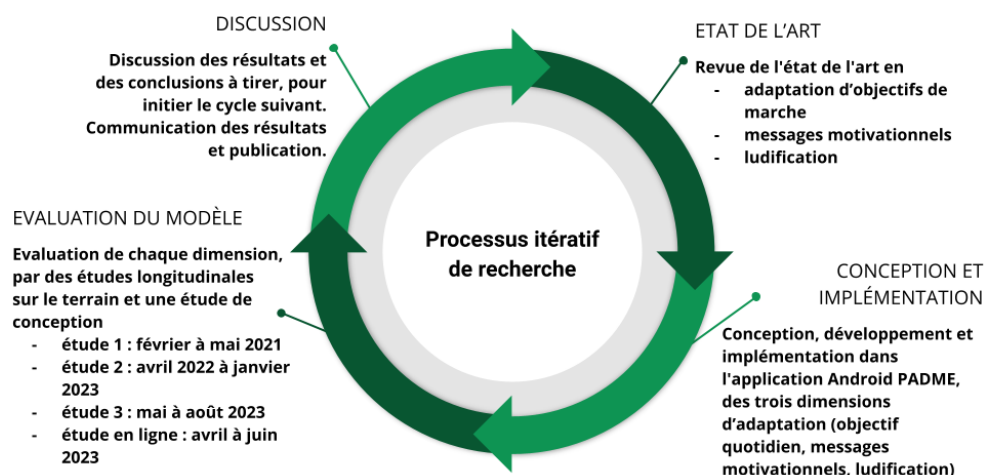 DISCUSSION
Discussion des résultats et
des conclusions à tirer, pour
initier le cycle suivant.
Communication des résultats
et publication.
ETAT DE L'ART
Revue de l'état de l'art en
- adaptation d'objectifs de
marche
- messages motivationnels
- ludification
Processus itératif
de recherche
EVALUATION DU MODÈLE
Evaluation de chaque dimension,
par des études longitudinales
sur le terrain et une étude de
conception
- étude 1 : février à mai 2021
- étude 2 : avril 2022 à janvier
2023
- étude 3 : mai à août 2023
- étude en ligne : avril à juin
2023
CONCEPTION ET
IMPLÉMENTATION
Conception, développement et
implémentation dans
l'application Android PADME,
des trois dimensions
d'adaptation (objectif
quotidien, messages
motivationnels, ludification)